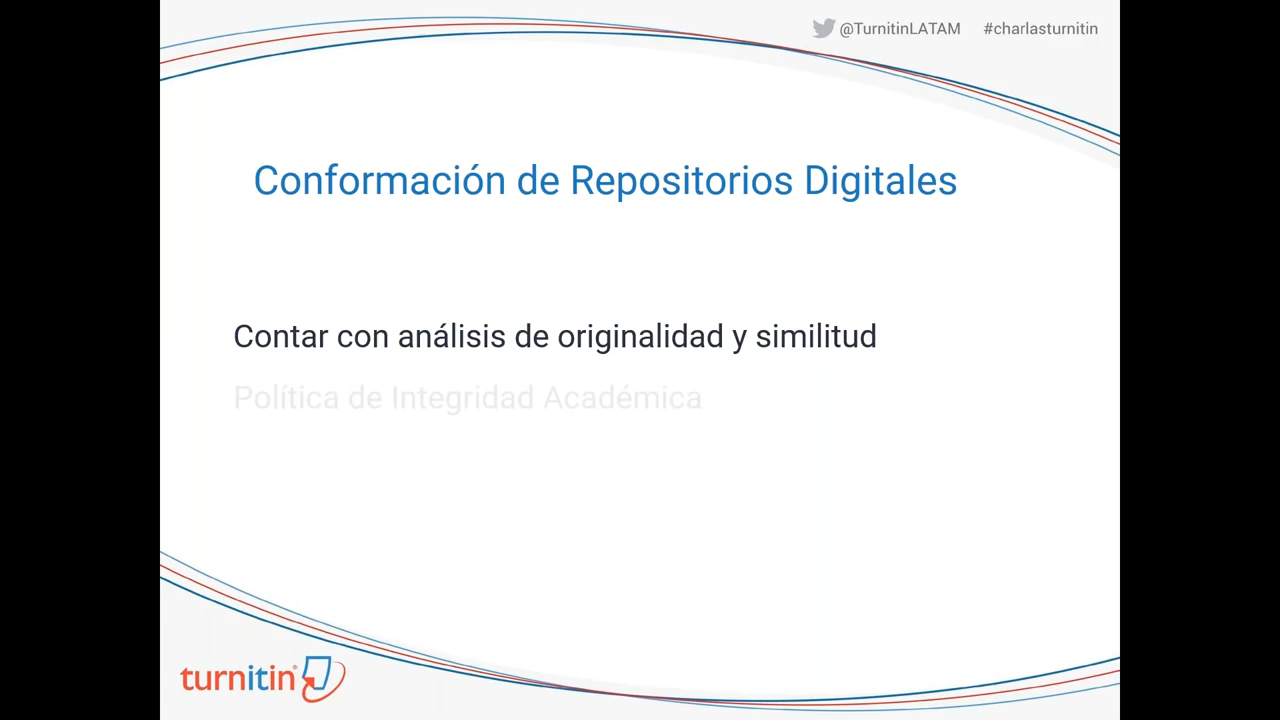 @TurnitinLATAM #charlasturnitin
Conformación de Repositorios Digitales
Contar con análisis de originalidad y similitud
Política de Integridad Académica
turnitin